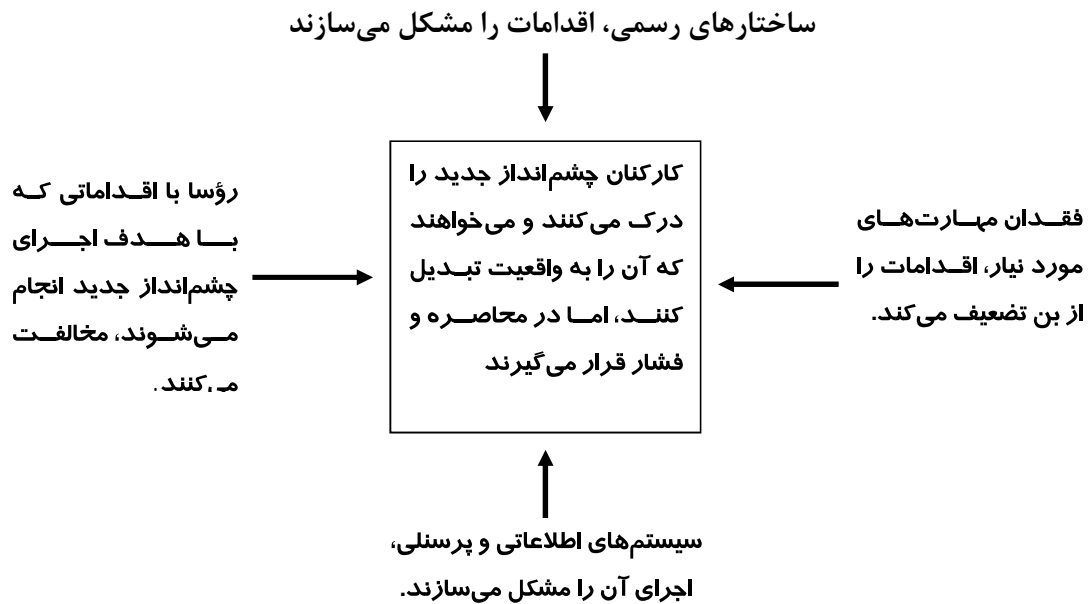 ساختارهای رسمی، اقدامات را مشکل می‌سازند
کارکنان چشم‌انداز جدید را
درک می‌کنند و می‌خواهند
که آن را به واقعیت تبدیل
کنند، اما در محاصره و
فشار قرار می‌گیرند
فقدان مهارت‌های
مورد نیار، اقدامات را
از بن تضعیف می‌کند.
رؤسا با اقداماتی که
با هدف اجرای
چشم‌انداز جدید انجام
می‌شوند، مخالفت
می‌کنند.
سیستم‌های اطلاعاتی و پرسنلی،
اجرای آن را مشکل می‌سازند.